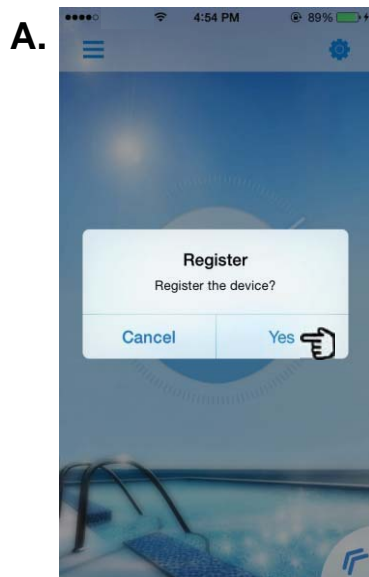 A.
4:54 PM 89%
Register
Register the device?
Cancel Yes